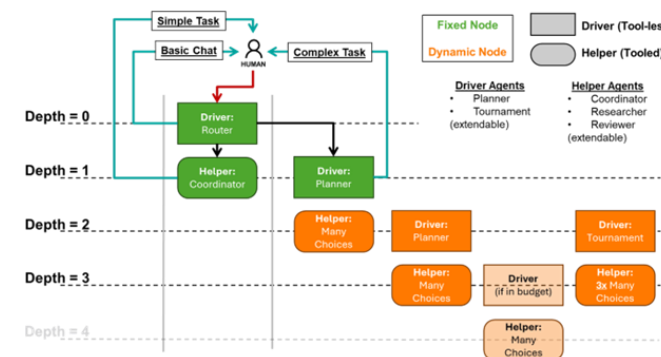 Simple Task
Basic Chat
HUMAN
Complex Task
Fixed Node
Dynamic Node
Driver (Tool-les
Helper (Tooled)
Driver Agents
• Planner
• Tournament
(extendable)
Helper Agents
• Coordinator
• Researcher
• Reviewer
(extendable)
Depth = 0
Driver:
Router
Depth = 1
Helper:
Coordinator
Driver:
Planner
Depth = 2
Helper:
Many
Choices
Driver:
Planner
Driver:
Tournament
Depth = 3
Helper:
Many
Choices
Driver
(if in budget)
Helper:
3x Many
Choices
Depth = 4
Helper:
Many
Choices